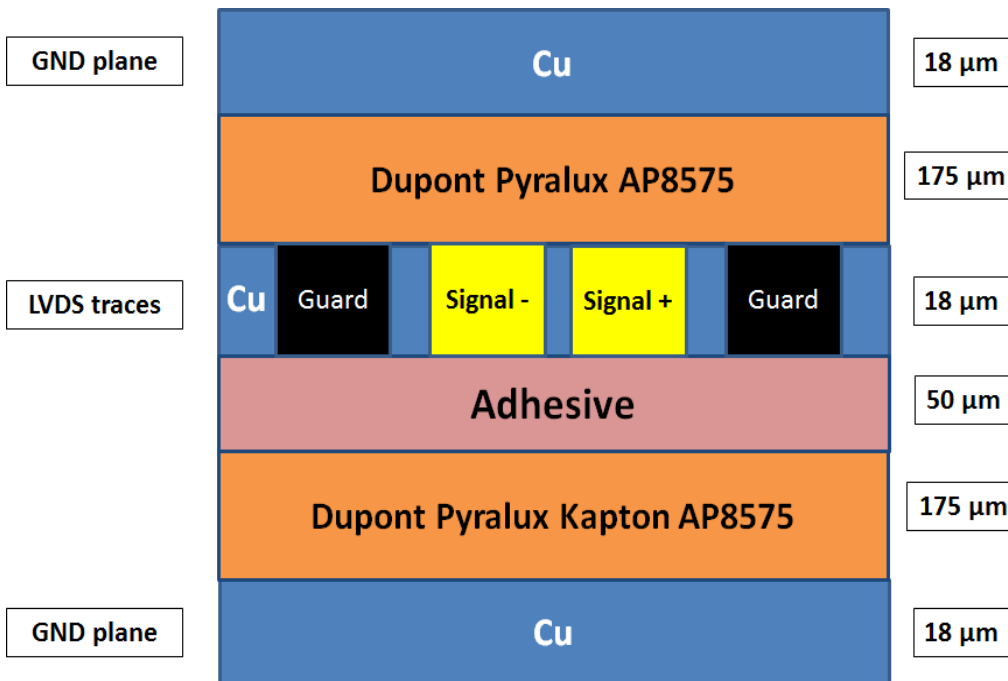 GND plane
Cu
18 µm
Dupont Pyralux AP8575
175 µm
LVDS traces
Cu
Guard
Signal -
Signal +
Guard
18 µm
Adhesive
50 µm
Dupont Pyralux Kapton AP8575
175 µm
GND plane
Cu
18 µm